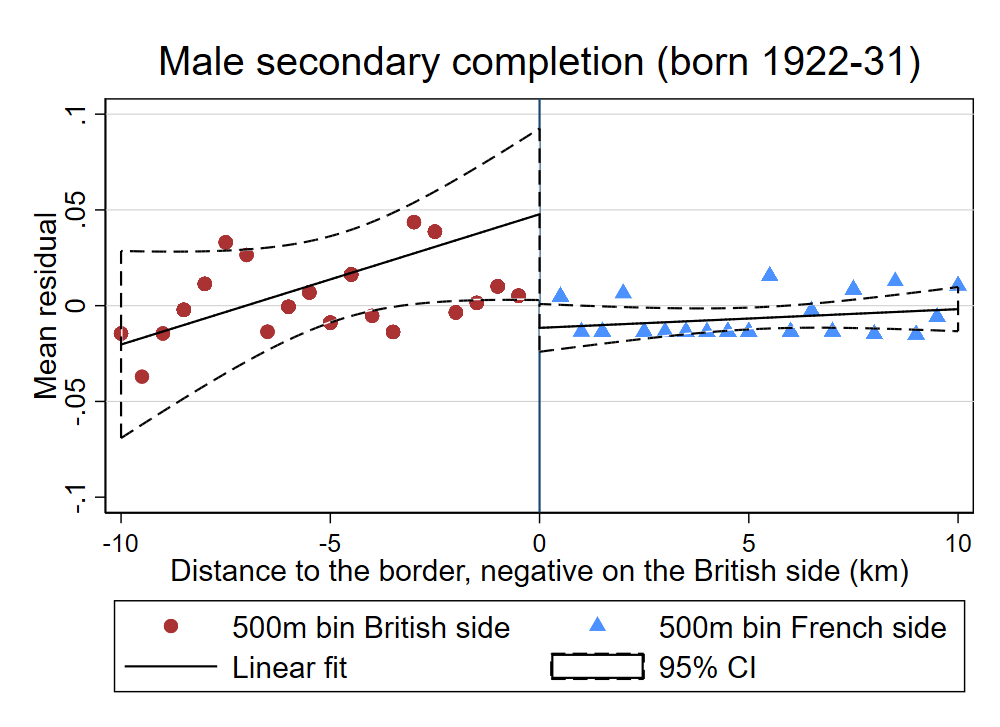 Male secondary completion (born 1922-31)
Mean residual
.1
.05
0
-.05
-.1
-10
-5
0
5
10
Distance to the border, negative on the British side (km)
500m bin British side
500m bin French side
Linear fit
95% CI